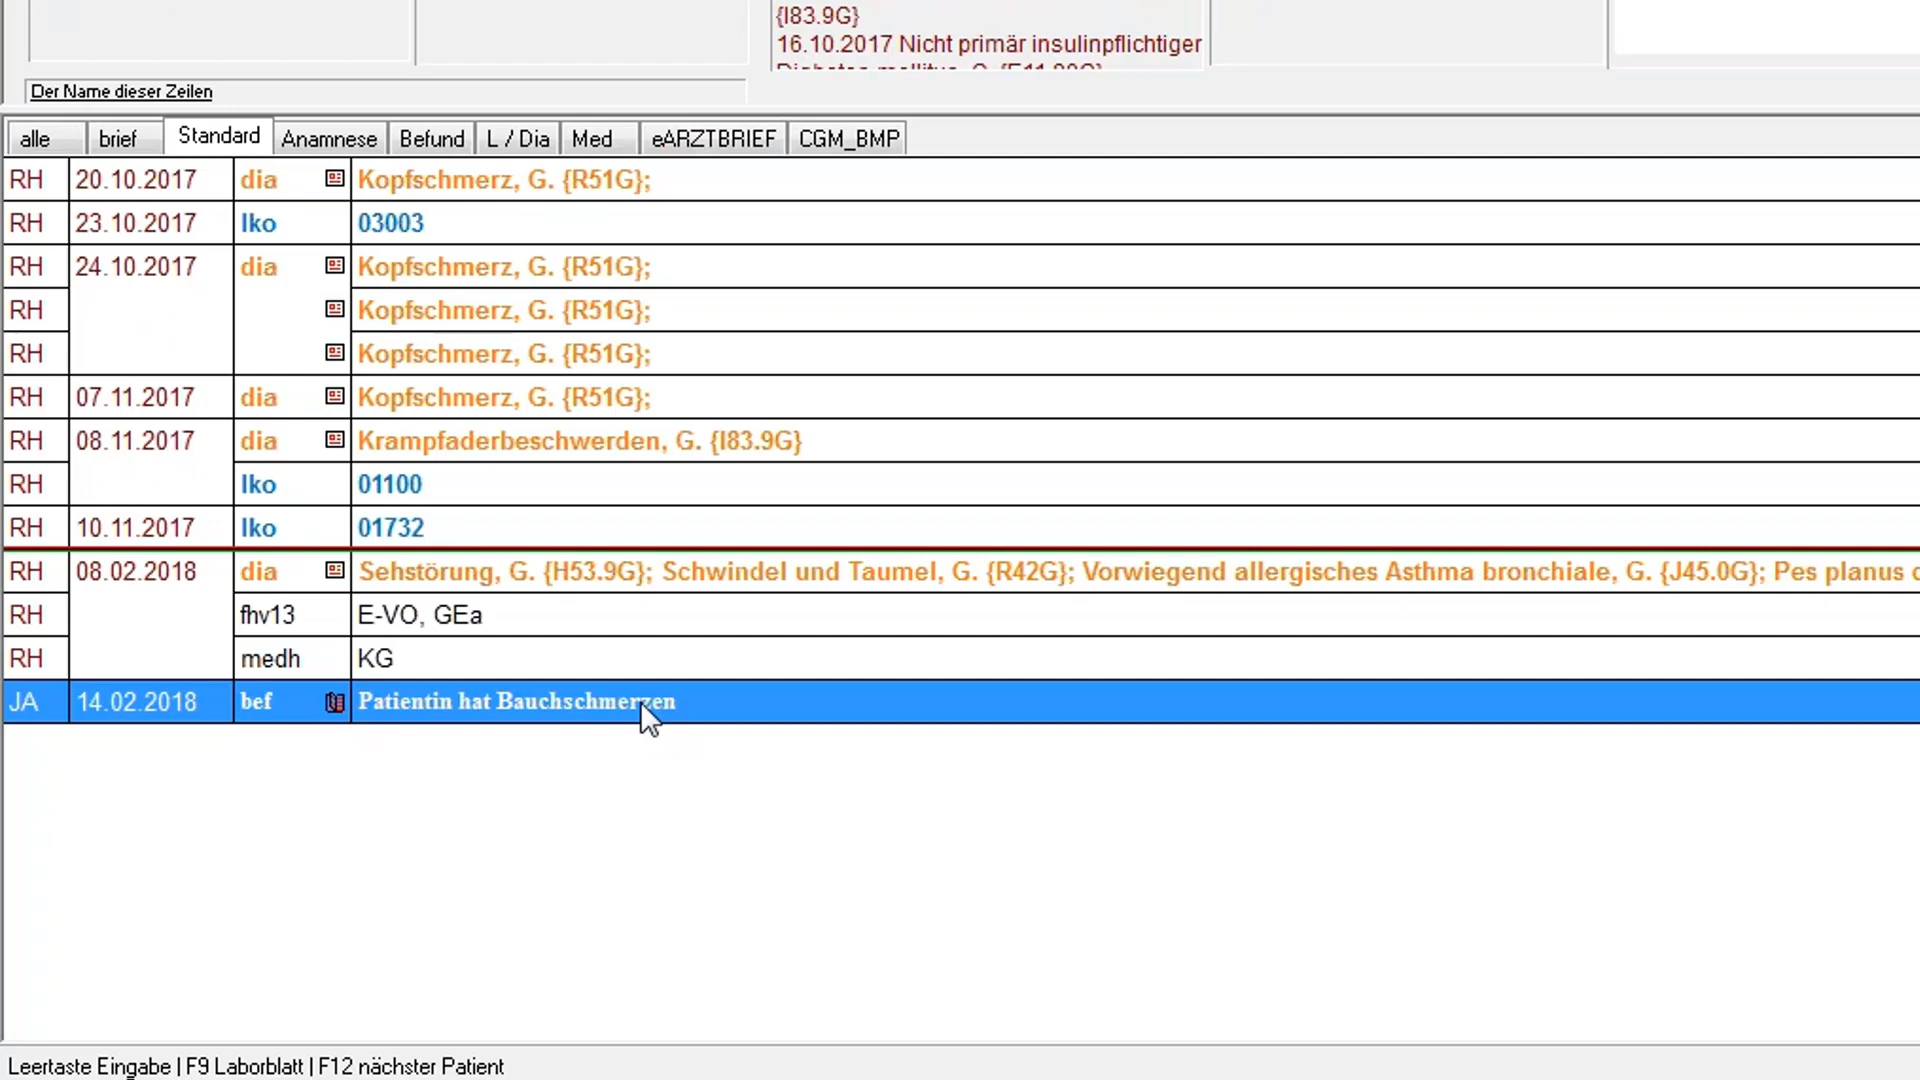 {I83.9G}
16.10.2017 Nicht primär insulinpflichtiger
Diabetes mellitus, G. {E11.90G}
Der Name dieser Zeilen
alle brief Standard Anamnese Befund L / Dia Med eARZTBRIEF CGM_BMP
RH 20.10.2017 dia Kopfschmerz, G. {R51G};
RH 23.10.2017 lko 03003
RH 24.10.2017 dia Kopfschmerz, G. {R51G};
RH Kopfschmerz, G. {R51G};
RH Kopfschmerz, G. {R51G};
RH 07.11.2017 dia Kopfschmerz, G. {R51G};
RH 08.11.2017 dia Krampfaderbeschwerden, G. {I83.9G}
RH lko 01100
RH 10.11.2017 lko 01732
RH 08.02.2018 dia Sehstörung, G. {H53.9G}; Schwindel und Taumel, G. {R42G}; Vorwiegend allergisches Asthma bronchiale, G. {J45.0G}; Pes planus
RH fhv13 E-VO, GEa
RH medh KG
JA 14.02.2018 bef Patientin hat Bauchschmerzen
Leertaste Eingabe | F9 Laborblatt | F12 nächster Patient